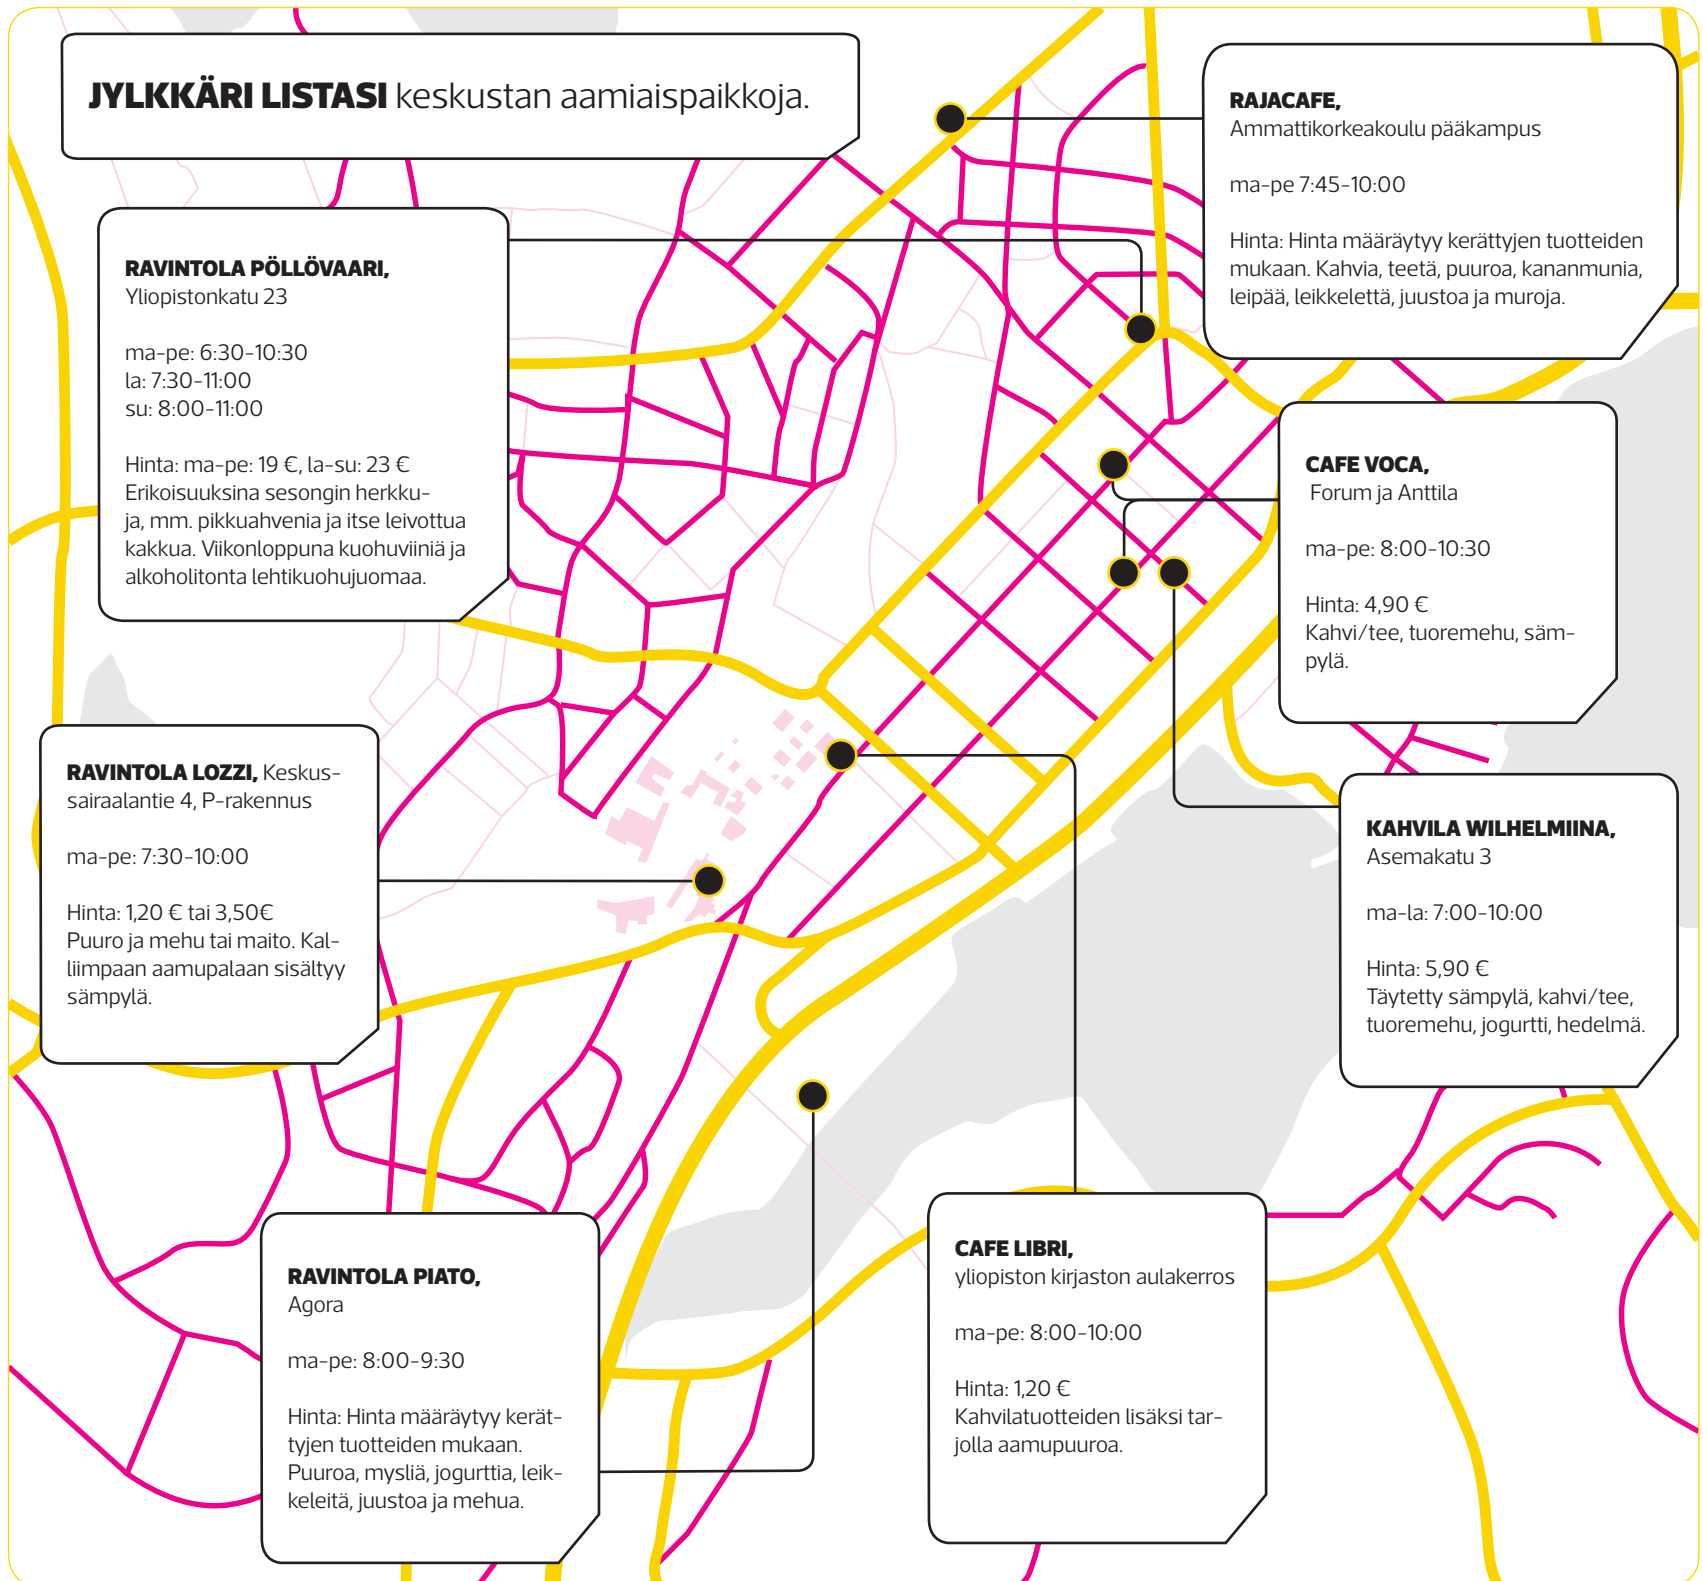 JYLKKÄRI LISTASI keskustan aamiaispaikkoja.
RAJACAFE,
Ammattikorkeakoulu pääkampus
ma-pe 7:45-10:00
Hinta: Hinta määräytyy kerättyjen tuotteiden
mukaan. Kahvia, teetä, puuroa, kananmunia,
leipää, leikkelettä, juustoa ja muroja.
RAVINTOLA PÖLLÖVAARI,
Yliopistonkatu 23
ma-pe: 6:30-10:30
la: 7:30-11:00
su: 8:00-11:00
Hinta: ma-pe: 19 €, la-su: 23 €
Erikoisuuksina sesongin herkku-
ja, mm. pikkuahvenia ja itse leivottua
kakkua. Viikonloppuna kuohuviiniä ja
alkoholitonta lehtikuohujuomaa.
CAFE VOCA,
Forum ja Anttila
ma-pe: 8:00-10:30
Hinta: 4,90 €
Kahvi/tee, tuoremehu, säm-
pylä.
RAVINTOLA LOZZI, Keskus-
sairaalantie 4, P-rakennus
ma-pe: 7:30-10:00
Hinta: 1,20 € tai 3,50€
Puuro ja mehu tai maito. Kal-
liimpaan aamupalaan sisältyy
sämpylä.
KAHVILA WILHELMIINA,
Asemakatu 3
ma-la: 7:00-10:00
Hinta: 5,90 €
Täytetty sämpylä, kahvi/tee,
tuoremehu, jogurtti, hedelmä.
RAVINTOLA PIATO,
Agora
ma-pe: 8:00-9:30
Hinta: Hinta määräytyy kerät-
tyjen tuotteiden mukaan.
Puuroa, mysliä, jogurttia, leik-
keleitä, juustoa ja mehua.
CAFE LIBRI,
yliopiston kirjaston aulakerros
ma-pe: 8:00-10:00
Hinta: 1,20 €
Kahvilatuotteiden lisäksi tar-
jolla aamupuuroa.